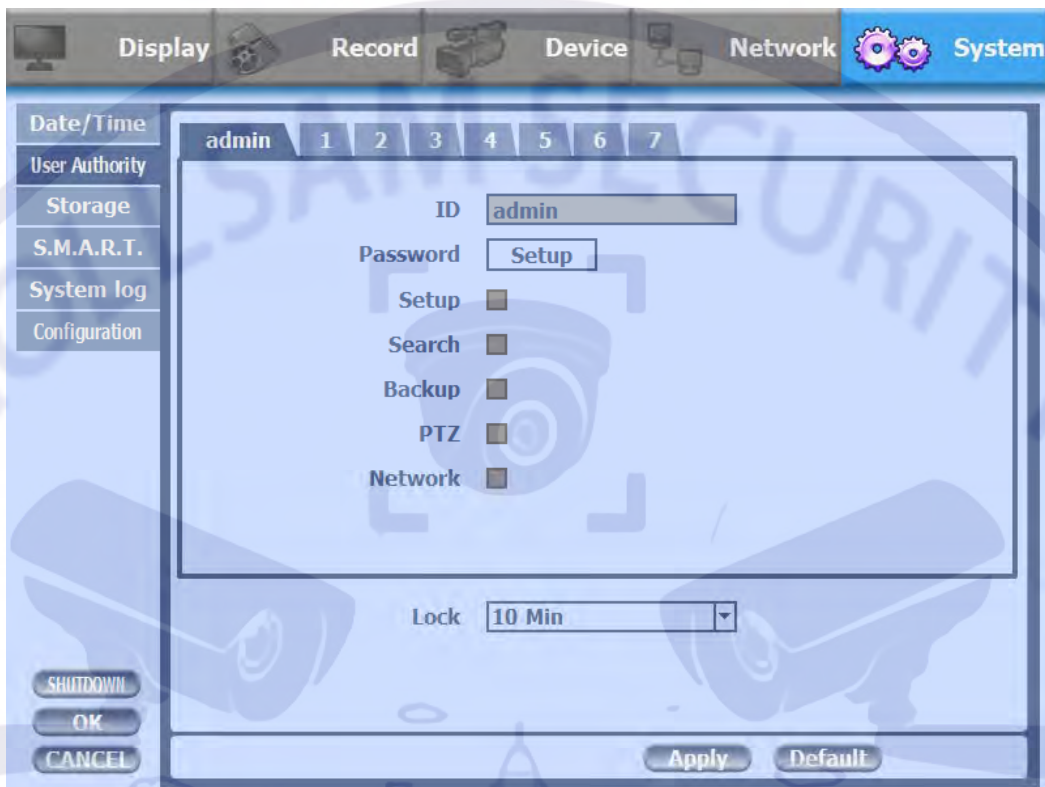 Display Record Device Network System
Date/Time
User Authority
Storage
S.M.A.R.T.
System log
Configuration
admin 1 2 3 4 5 6 7
ID admin
Password Setup
Setup
Search
Backup
PTZ
Network
Lock 10 Min
SHUTDOWN
OK
CANCEL
Apply Default